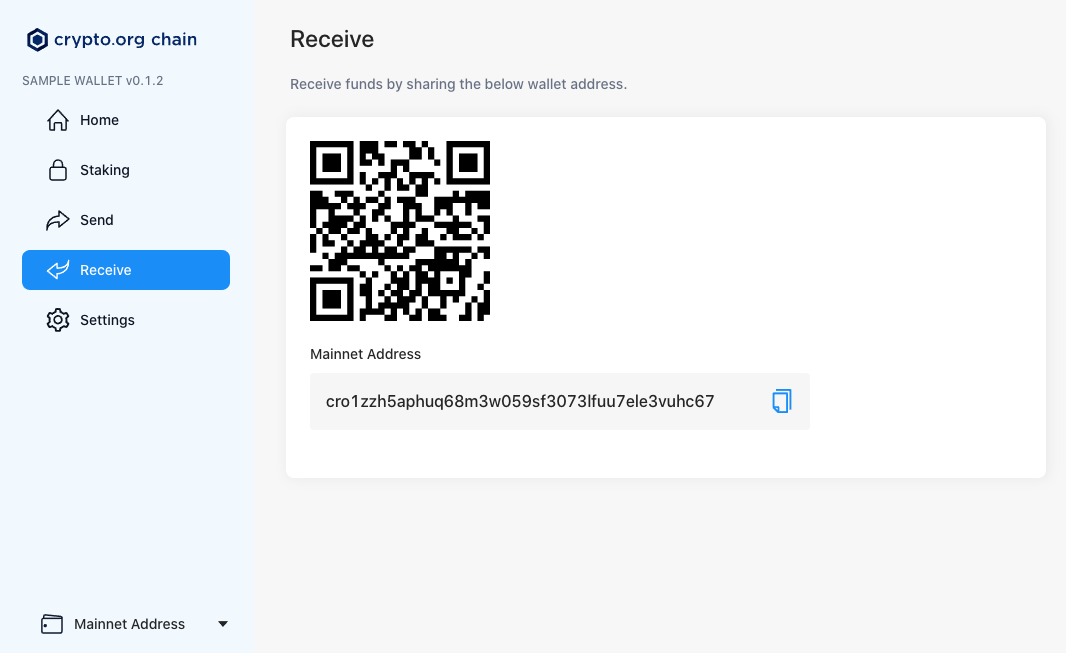 crypto.org chain
SAMPLE WALLET v0.1.2
Home
Staking
Send
Receive
Settings
Mainnet Address
Receive
Receive funds by sharing the below wallet address.
Mainnet Address
cro1zzh5aphuq68m3w059sf3073lfuu7ele3vuhc67